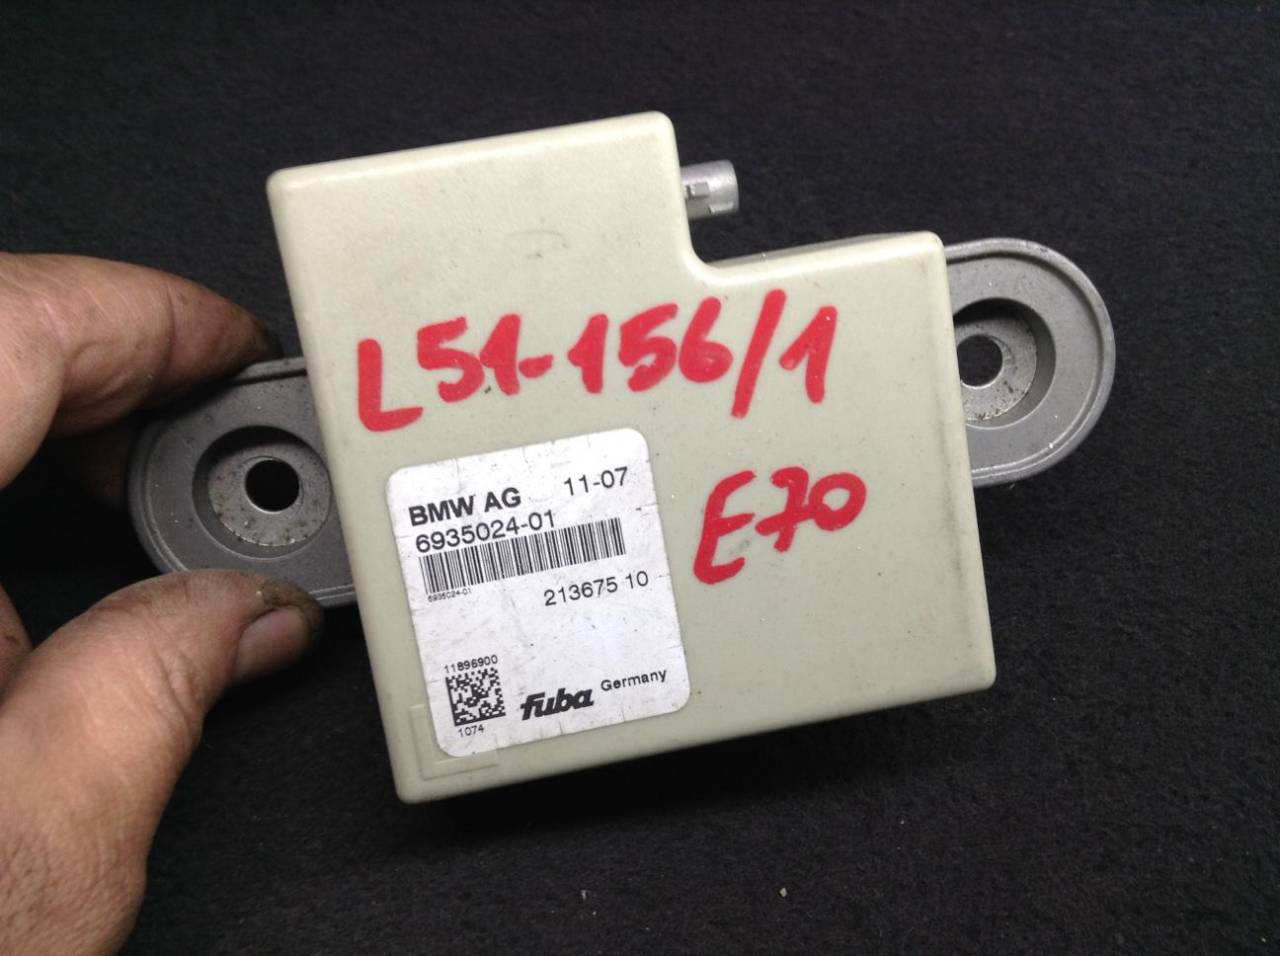 L51-156/1
E70
BMW AG 11-07
6935024-01
6935024-01
213675 10
11896900
1074
fuba Germany